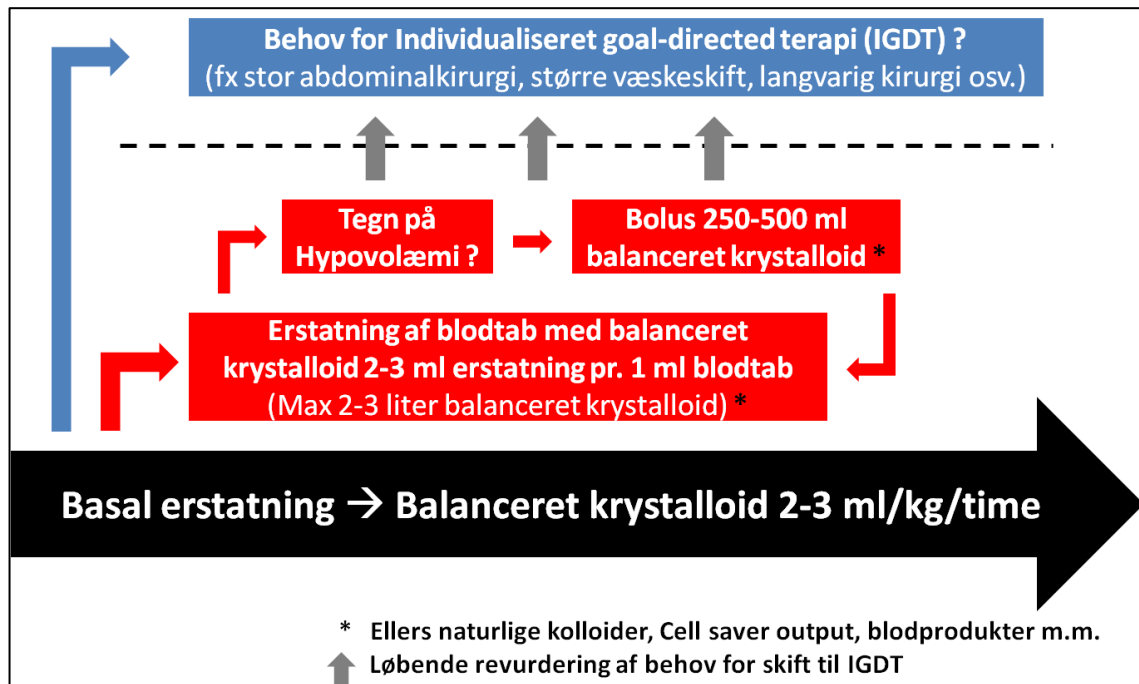 Behov for Individualiseret goal-directed terapi (IGDT) ?
(fx stor abdominalkirurgi, større væskeskift, langvarig kirurgi osv.)
Tegn på
Hypovolæmi ?
Bolus 250-500 ml
balanceret krystalloid *
Erstatning af blodtab med balanceret
krystalloid 2-3 ml erstatning pr. 1 ml blodtab
(Max 2-3 liter balanceret krystalloid) *
Basal erstatning → Balanceret krystalloid 2-3 ml/kg/time
* Ellers naturlige kolloider, Cell saver output, blodprodukter m.m.
Løbende revurdering af behov for skift til IGDT